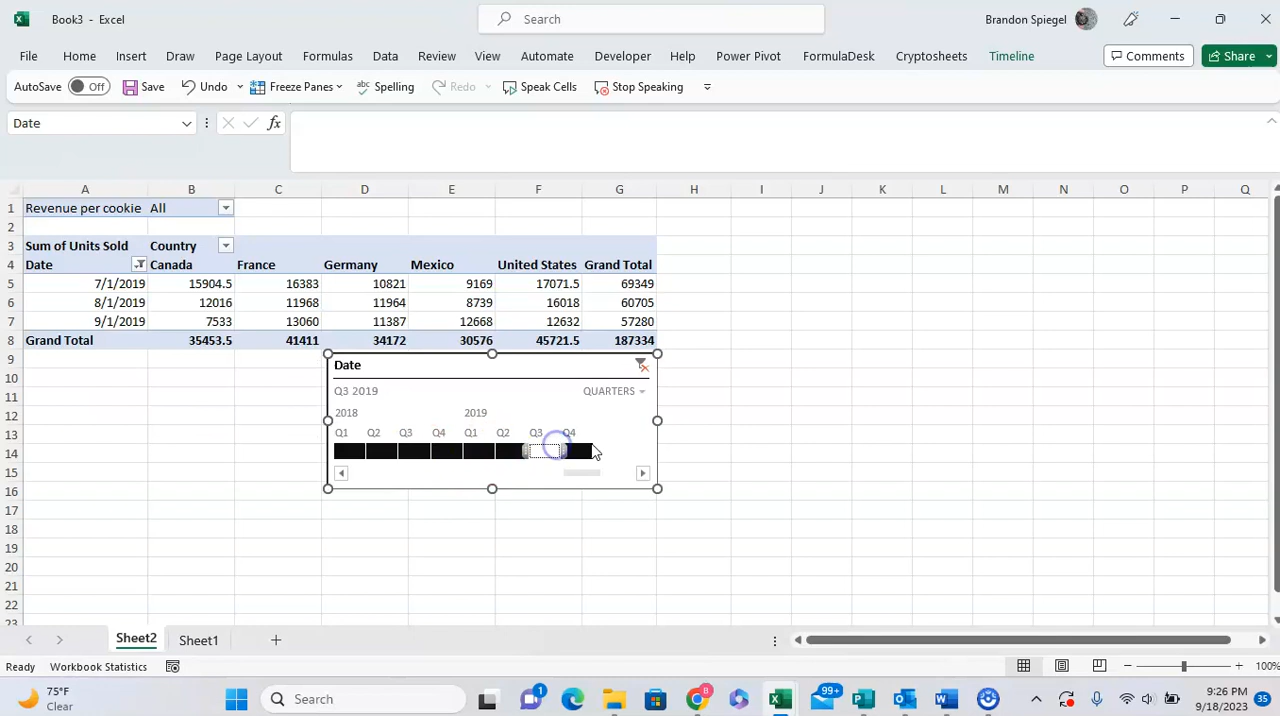 Book3 - Excel
Search
Brandon Spiegel
File Home Insert Draw Page Layout Formulas Data Review View Automate Developer Help Power Pivot FormulaDesk Cryptosheets Timeline Comments Share
AutoSave Off Save Undo Freeze Panes abc Spelling Redo Speak Cells Stop Speaking
Date fx
A B C D E F G H I J K L M N O P Q
1 Revenue per cookie All
2
3 Sum of Units Sold Country
4 Date Canada France Germany Mexico United States Grand Total
5 7/1/2019 15904.5 16383 10821 9169 17071.5 69349
6 8/1/2019 12016 11968 11964 8739 16018 60705
7 9/1/2019 7533 13060 11387 12668 12632 57280
8 Grand Total 35453.5 41411 34172 30576 45721.5 187334
9
Date
10
11 Q3 2019 QUARTERS
12 2018 2019
13 Q1 Q2 Q3 Q4 Q1 Q2 Q3 Q4
14
15
16
17
18
19
20
21
22
23
Sheet2 Sheet1
Ready Workbook Statistics 100%
75°F
Clear
Search
1
8
99+
9:26 PM
9/18/2023
35